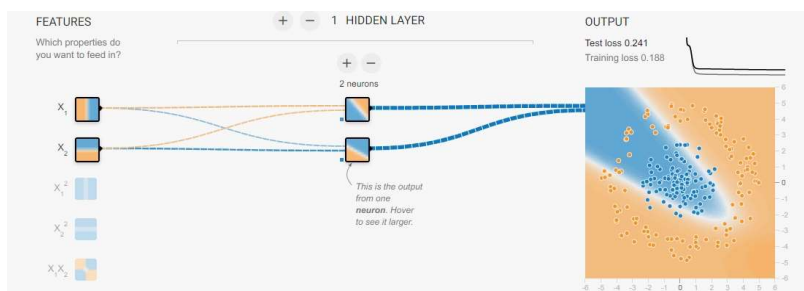 FEATURES
Which properties do
you want to feed in?
X1
X2
X1²
X2²
X1X2
+ − 1 HIDDEN LAYER
+ −
2 neurons
This is the output
from one
neuron. Hover
to see it larger.
OUTPUT
Test loss 0.241
Training loss 0.188
6
5
4
3
2
1
0
-1
-2
-3
-4
-5
-6
-6 -5 -4 -3 -2 -1 0 1 2 3 4 5 6